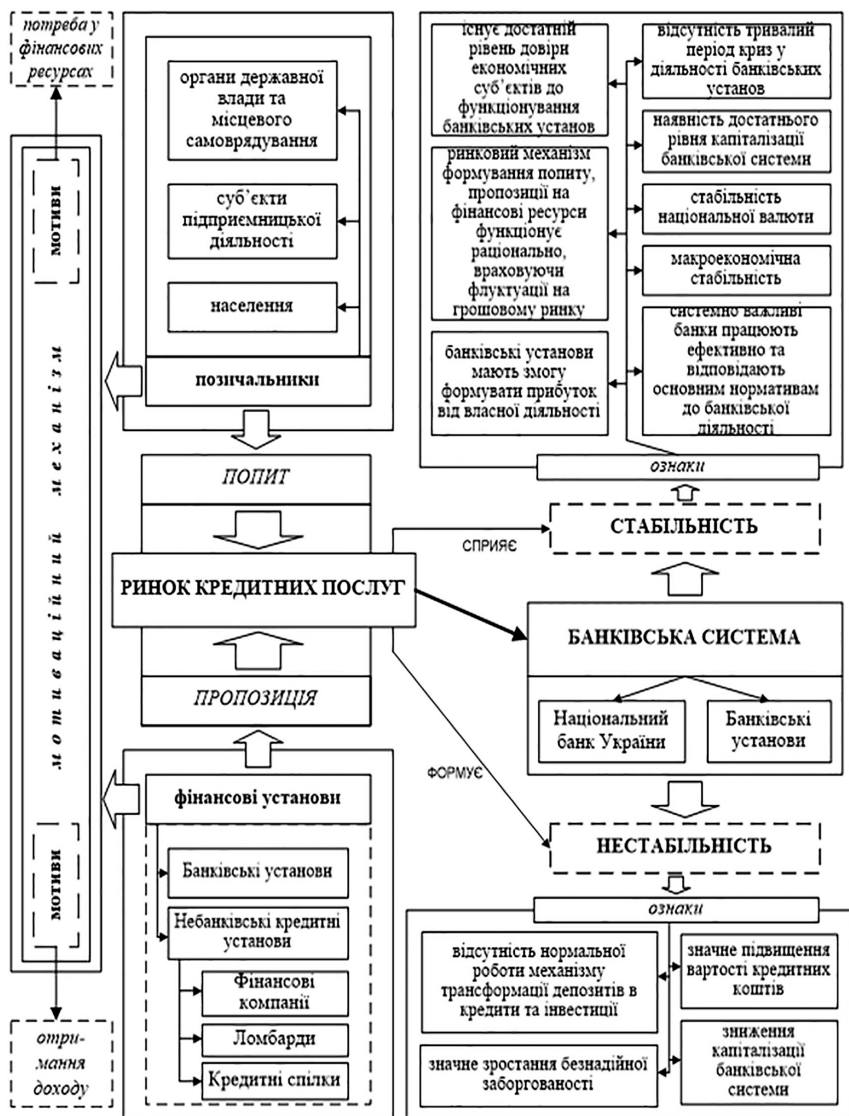 потреба у
фінансових
ресурсах
мотиви
мотиваційний механізм
мотиви
отри-
мання
доходу
органи державної
влади та
місцевого
самоврядування
суб’єкти
підприємницької
діяльності
населення
позичальники
ПОПИТ
РИНОК КРЕДИТНИХ ПОСЛУГ
ПРОПОЗИЦІЯ
фінансові установи
Банківські установи
Небанківські кредитні
установи
Фінансові
компанії
Ломбарди
Кредитні спілки
існує достатній
рівень довіри
економічних
суб’єктів до
функціонування
банківських установ
ринковий механізм
формування попиту,
пропозиції на
фінансові ресурси
функціонує
раціонально,
враховуючи
флуктуації на
грошовому ринку
банківські установи
мають змогу
формувати прибуток
від власної діяльності
відсутність тривалий
період криз у
діяльності банківських
установ
наявність достатнього
рівня капіталізації
банківської системи
стабільність
національної валюти
макроекономічна
стабільність
системно важливі
банки працюють
ефективно та
відповідають
основним нормативам
до банківської
діяльності
ознаки
СТАБІЛЬНІСТЬ
СПРИЯЄ
БАНКІВСЬКА СИСТЕМА
Національний
банк України
Банківські
установи
ФОРМУЄ
НЕСТАБІЛЬНІСТЬ
ознаки
відсутність нормальної
роботи механізму
трансформації депозитів в
кредити та інвестиції
значне зростання безнадійної
заборгованості
значне підвищення
вартості кредитних
коштів
зниження
капіталізації
банківської
системи